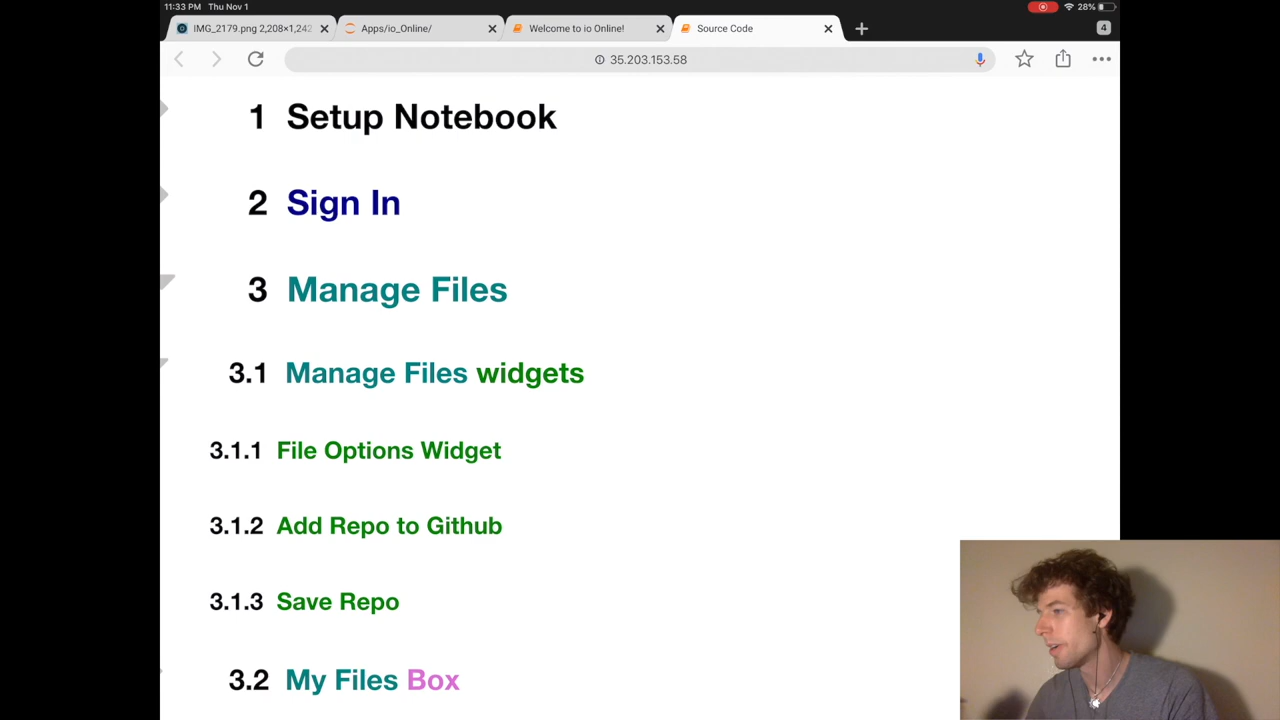 11:33 PM Thu Nov 1
28%
IMG_2179.png 2,208×1,242
Apps/io_Online/
Welcome to io Online!
Source Code
4
35.203.153.58
1 Setup Notebook
2 Sign In
3 Manage Files
3.1 Manage Files widgets
3.1.1 File Options Widget
3.1.2 Add Repo to Github
3.1.3 Save Repo
3.2 My Files Box